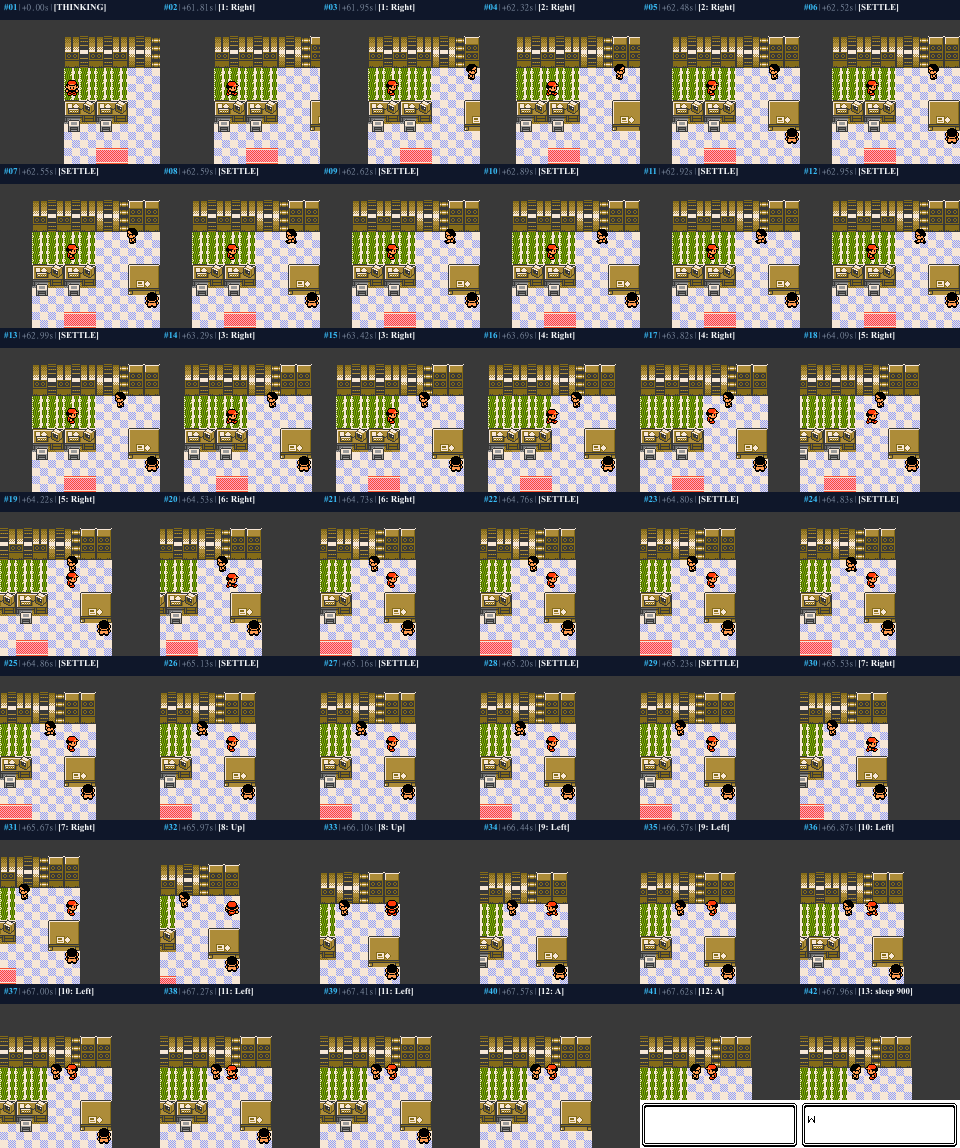 #01|+0.00s|[THINKING]
#02|+61.81s|[1: Right]
#03|+61.95s|[1: Right]
#04|+62.32s|[2: Right]
#05|+62.48s|[2: Right]
#06|+62.52s|[SETTLE]
#07|+62.55s|[SETTLE]
#08|+62.59s|[SETTLE]
#09|+62.62s|[SETTLE]
#10|+62.89s|[SETTLE]
#11|+62.92s|[SETTLE]
#12|+62.95s|[SETTLE]
#13|+62.99s|[SETTLE]
#14|+63.29s|[3: Right]
#15|+63.42s|[3: Right]
#16|+63.69s|[4: Right]
#17|+63.82s|[4: Right]
#18|+64.09s|[5: Right]
#19|+64.22s|[5: Right]
#20|+64.53s|[6: Right]
#21|+64.73s|[6: Right]
#22|+64.76s|[SETTLE]
#23|+64.80s|[SETTLE]
#24|+64.83s|[SETTLE]
#25|+64.86s|[SETTLE]
#26|+65.13s|[SETTLE]
#27|+65.16s|[SETTLE]
#28|+65.20s|[SETTLE]
#29|+65.23s|[SETTLE]
#30|+65.53s|[7: Right]
#31|+65.67s|[7: Right]
#32|+65.97s|[8: Up]
#33|+66.10s|[8: Up]
#34|+66.44s|[9: Left]
#35|+66.57s|[9: Left]
#36|+66.87s|[10: Left]
#37|+67.00s|[10: Left]
#38|+67.27s|[11: Left]
#39|+67.41s|[11: Left]
#40|+67.57s|[12: A]
#41|+67.62s|[12: A]
#42|+67.96s|[13: sleep 900]
W